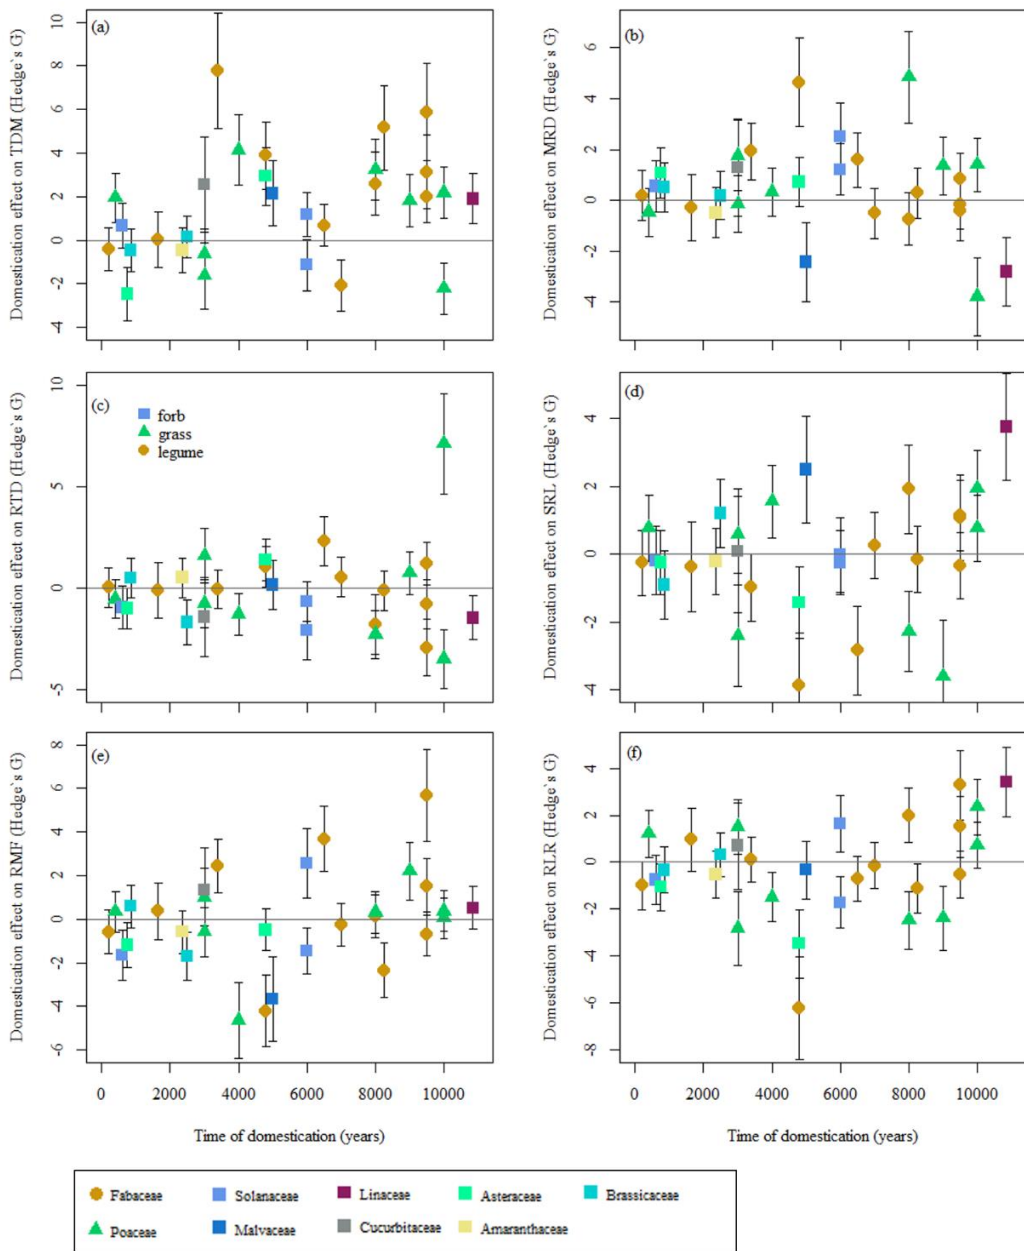 (a)
Domestication effect on TDM (Hedge`s G)
10
8
6
4
2
0
-2
-4
(b)
Domestication effect on MRD (Hedge`s G)
6
4
2
0
-2
-4
(c)
Domestication effect on RTD (Hedge`s G)
10
5
0
-5
forb
grass
legume
(d)
Domestication effect on SRL (Hedge`s G)
4
2
0
-2
-4
(e)
Domestication effect on RMF (Hedge`s G)
8
6
4
2
0
-2
-4
-6
0 2000 4000 6000 8000 10000
Time of domestication (years)
(f)
Domestication effect on RLR (Hedge`s G)
4
2
0
-2
-4
-6
-8
0 2000 4000 6000 8000 10000
Time of domestication (years)
Fabaceae Solanaceae Linaceae Asteraceae Brassicaceae
Poaceae Malvaceae Cucurbitaceae Amaranthaceae